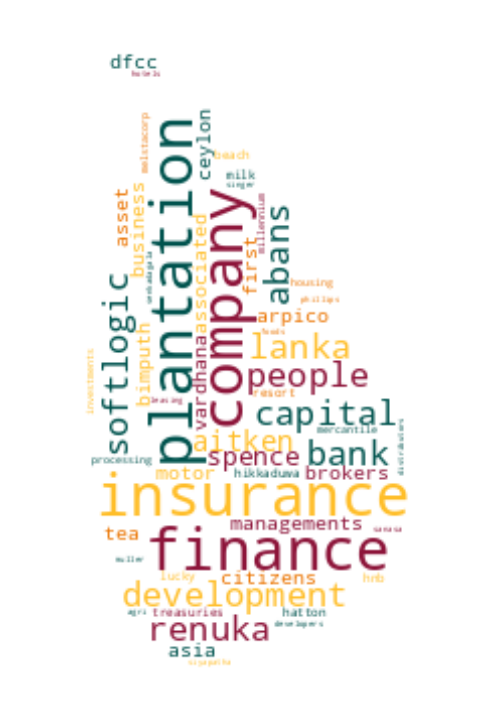 dfcc
hotels
melstacorp
plantation
ceylon
beach
milk
singer
asset
business
associated
company
millennium
first
abans
housing
phillips
softlogic
arpico
foods
bimputh
vardhana
lanka
investments
people
leasing
resort
capital
mercantile
distributors
aitken
spence
bank
processing
motor
hikkaduwa
brokers
insurance
managements
sanasa
tea
finance
muller
lucky
citizens
hnb
development
agri
treasuries
hatton
developers
renuka
asia
siyapatha